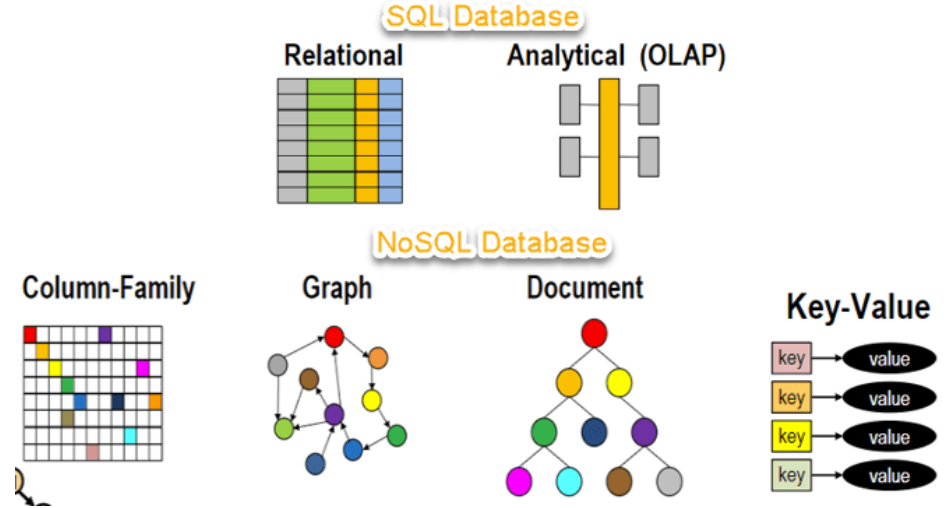 SQL Database
Relational
Analytical (OLAP)
NoSQL Database
Column-Family
Graph
Document
Key-Value
key value
key value
key value
key value